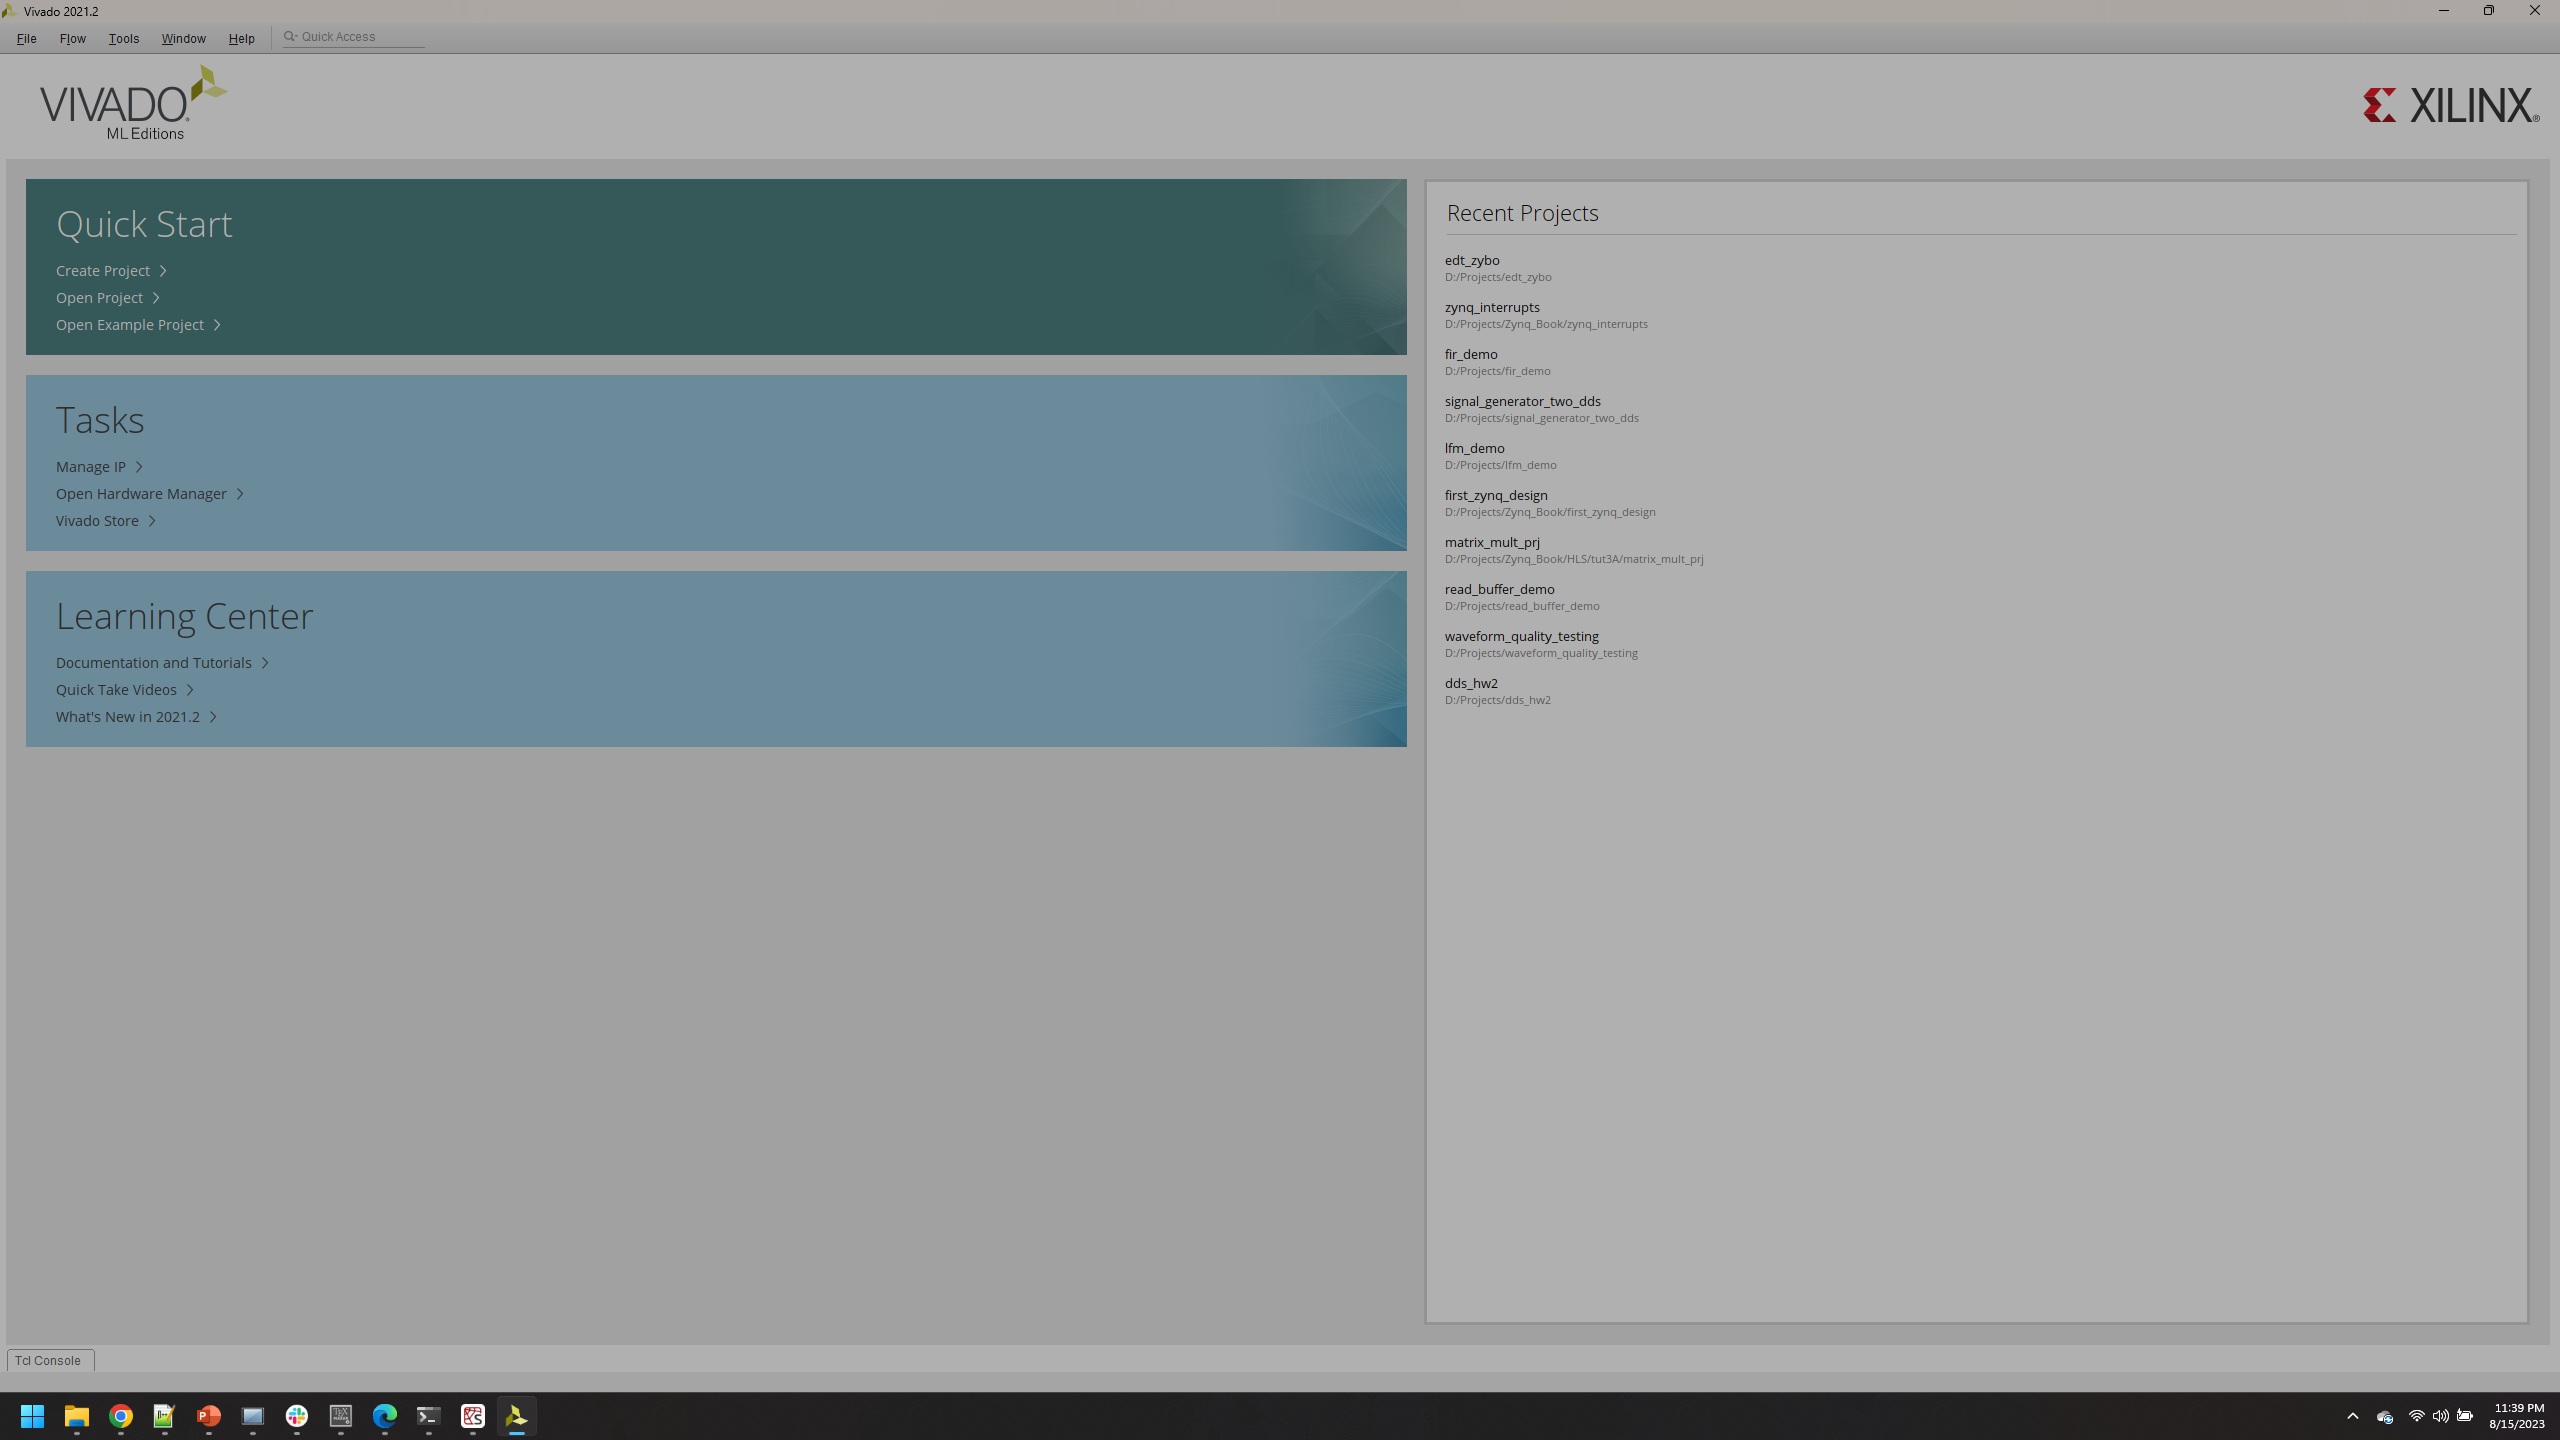 Vivado 2021.2
File Flow Tools Window Help Quick Access
VIVADO
ML Editions
XILINX
Quick Start
Create Project
Open Project
Open Example Project
Tasks
Manage IP
Open Hardware Manager
Vivado Store
Learning Center
Documentation and Tutorials
Quick Take Videos
What's New in 2021.2
Recent Projects
edt_zybo
D:/Projects/edt_zybo
zynq_interrupts
D:/Projects/Zynq_Book/zynq_interrupts
fir_demo
D:/Projects/fir_demo
signal_generator_two_dds
D:/Projects/signal_generator_two_dds
lfm_demo
D:/Projects/lfm_demo
first_zynq_design
D:/Projects/Zynq_Book/first_zynq_design
matrix_mult_prj
D:/Projects/Zynq_Book/HLS/tut3A/matrix_mult_prj
read_buffer_demo
D:/Projects/read_buffer_demo
waveform_quality_testing
D:/Projects/waveform_quality_testing
dds_hw2
D:/Projects/dds_hw2
Tcl Console
11:39 PM
8/15/2023